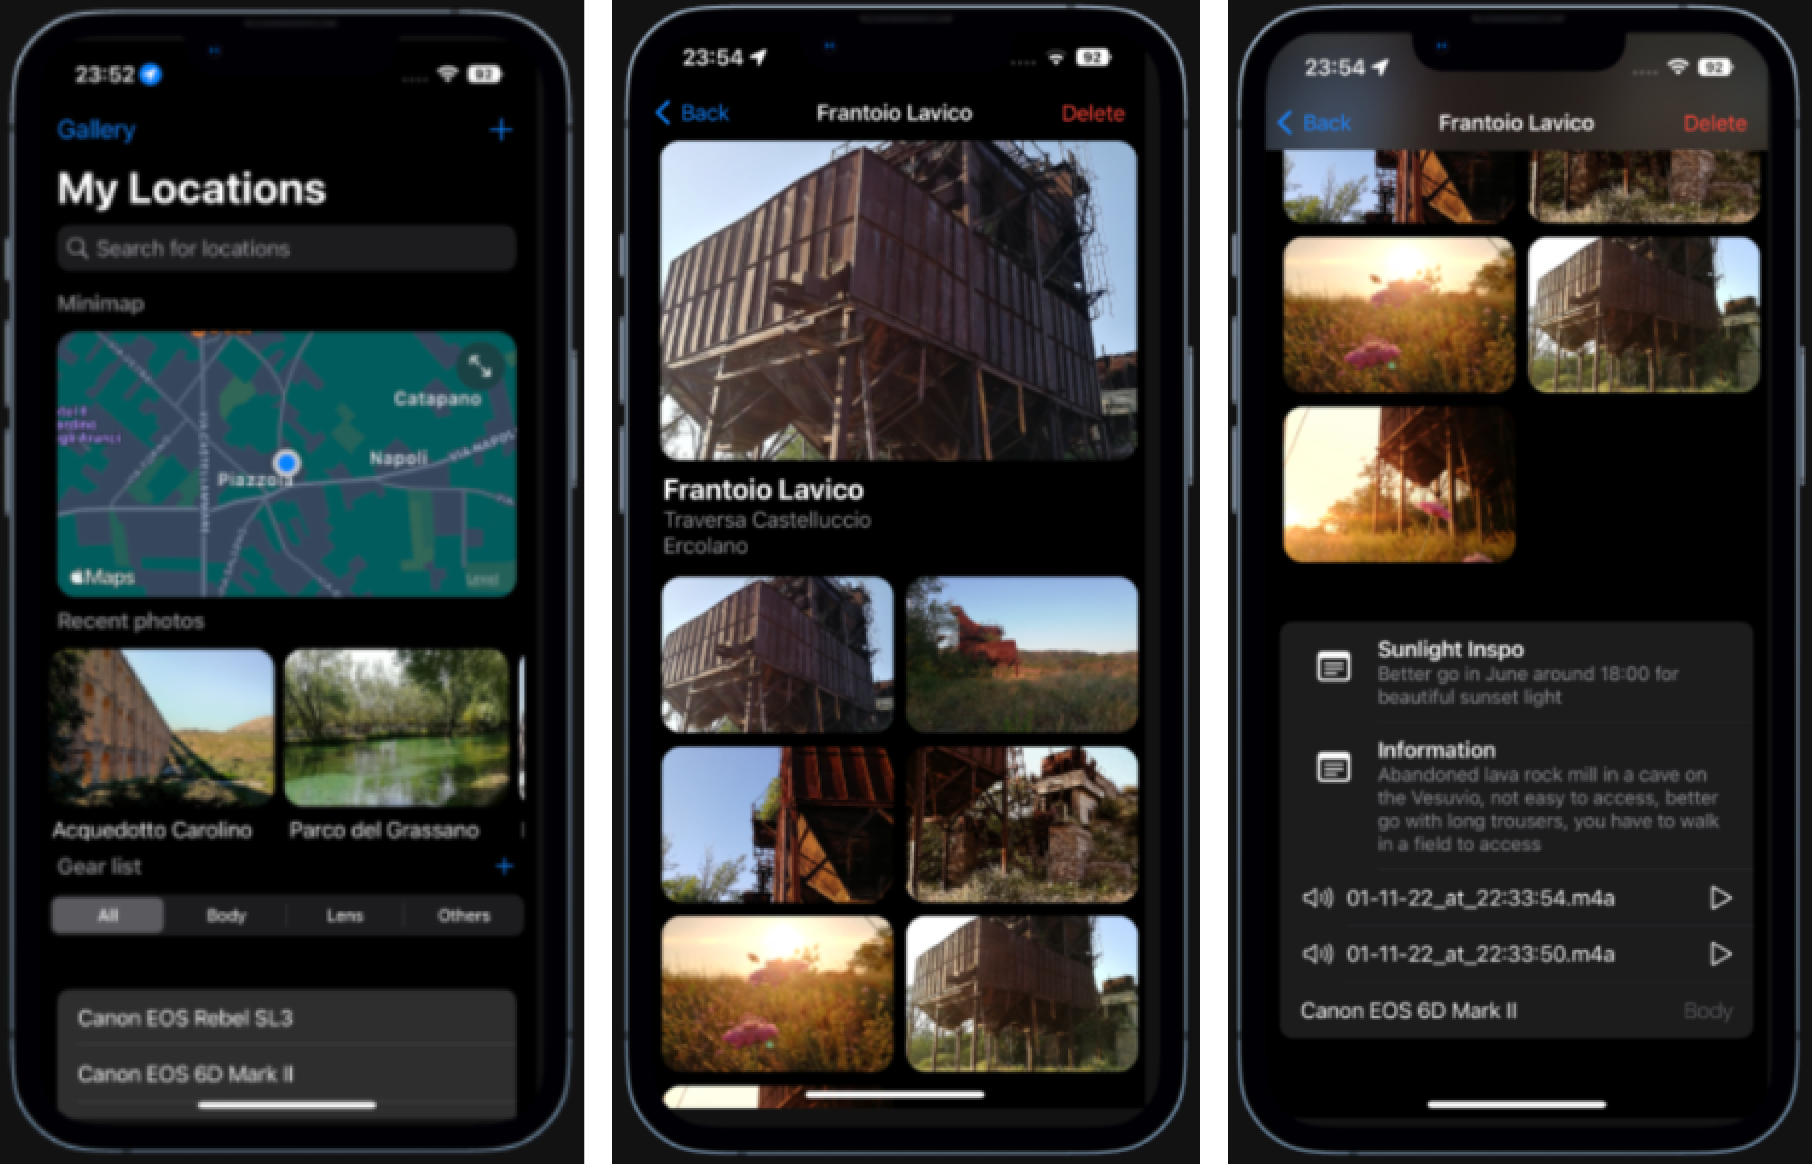 23:52
92
Gallery
+
My Locations
Search for locations
Minimap
Catapano
Napoli
VIA NAPOLI
Piazzola
Maps
Recent photos
Acquedotto Carolino
Parco del Grassano
Gear list
+
All
Body
Lens
Others
Canon EOS Rebel SL3
Canon EOS 6D Mark II
23:54
92
Back
Frantoio Lavico
Delete
Frantoio Lavico
Traversa Castelluccio
Ercolano
23:54
92
Back
Frantoio Lavico
Delete
Sunlight Inspo
Better go in June around 18:00 for
beautiful sunset light
Information
Abandoned lava rock mill in a cave on
the Vesuvio, not easy to access, better
go with long trousers, you have to walk
in a field to access
01-11-22_at_22:33:54.m4a
01-11-22_at_22:33:50.m4a
Canon EOS 6D Mark II
Body